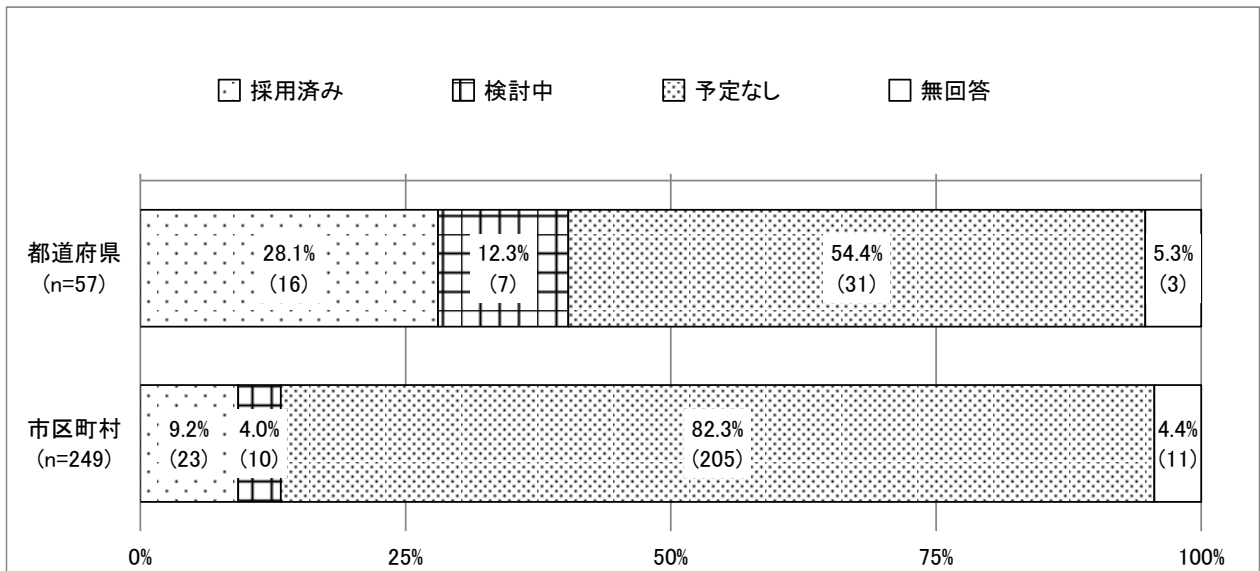 採用済み 検討中 予定なし 無回答
都道府県
(n=57)
28.1%
(16)
12.3%
(7)
54.4%
(31)
5.3%
(3)
市区町村
(n=249)
9.2%
(23)
4.0%
(10)
82.3%
(205)
4.4%
(11)
0% 25% 50% 75% 100%